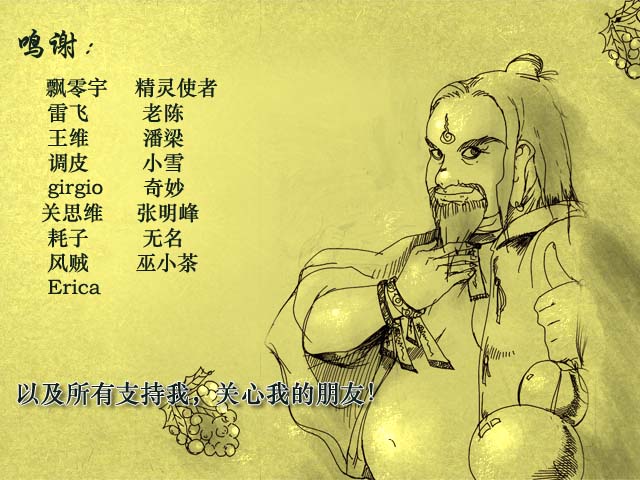 鸣谢：
飘零宇 精灵使者
雷飞 老陈
王维 潘梁
调皮 小雪
girgio 奇妙
关思维 张明峰
耗子 无名
风贼 巫小茶
Erica
以及所有支持我，关心我的朋友！